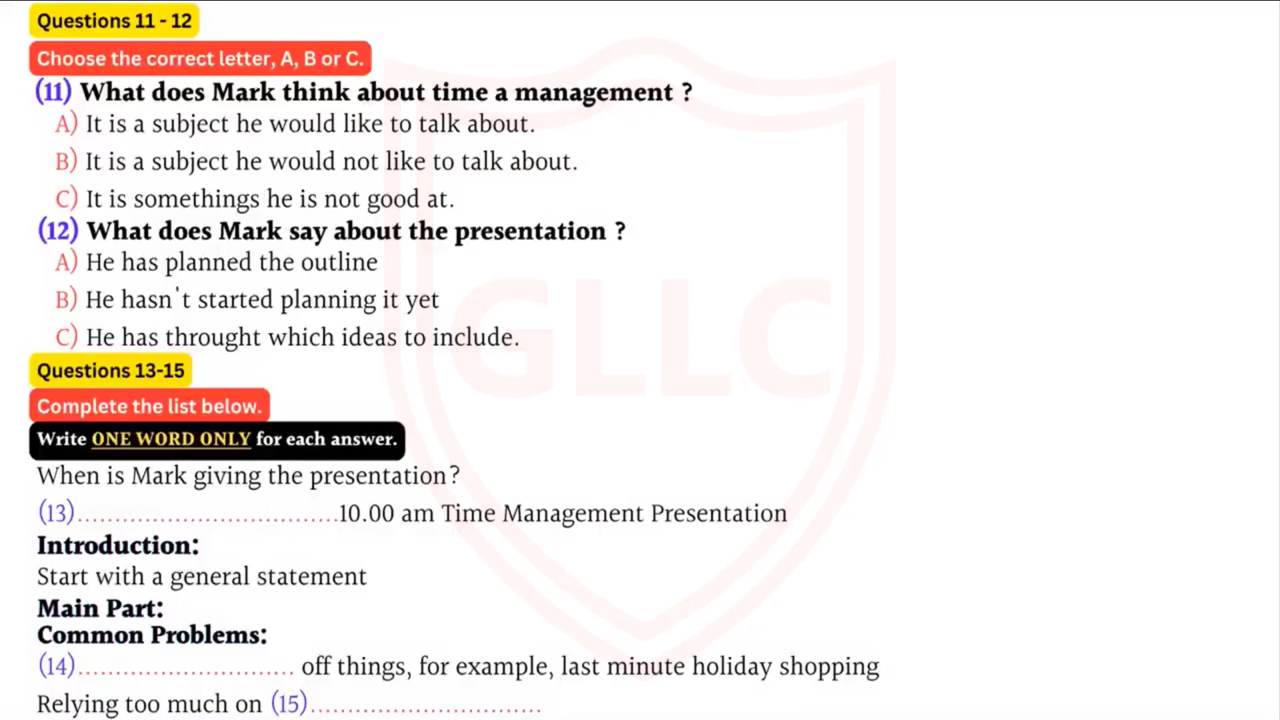 Questions 11 - 12
Choose the correct letter, A, B or C.
(11) What does Mark think about time a management ?
A) It is a subject he would like to talk about.
B) It is a subject he would not like to talk about.
C) It is somethings he is not good at.
(12) What does Mark say about the presentation ?
A) He has planned the outline
B) He hasn't started planning it yet
C) He has throught which ideas to include.
Questions 13-15
Complete the list below.
Write ONE WORD ONLY for each answer.
When is Mark giving the presentation?
(13)...................................10.00 am Time Management Presentation
Introduction:
Start with a general statement
Main Part:
Common Problems:
(14)............................. off things, for example, last minute holiday shopping
Relying too much on (15)...............................
GLLC